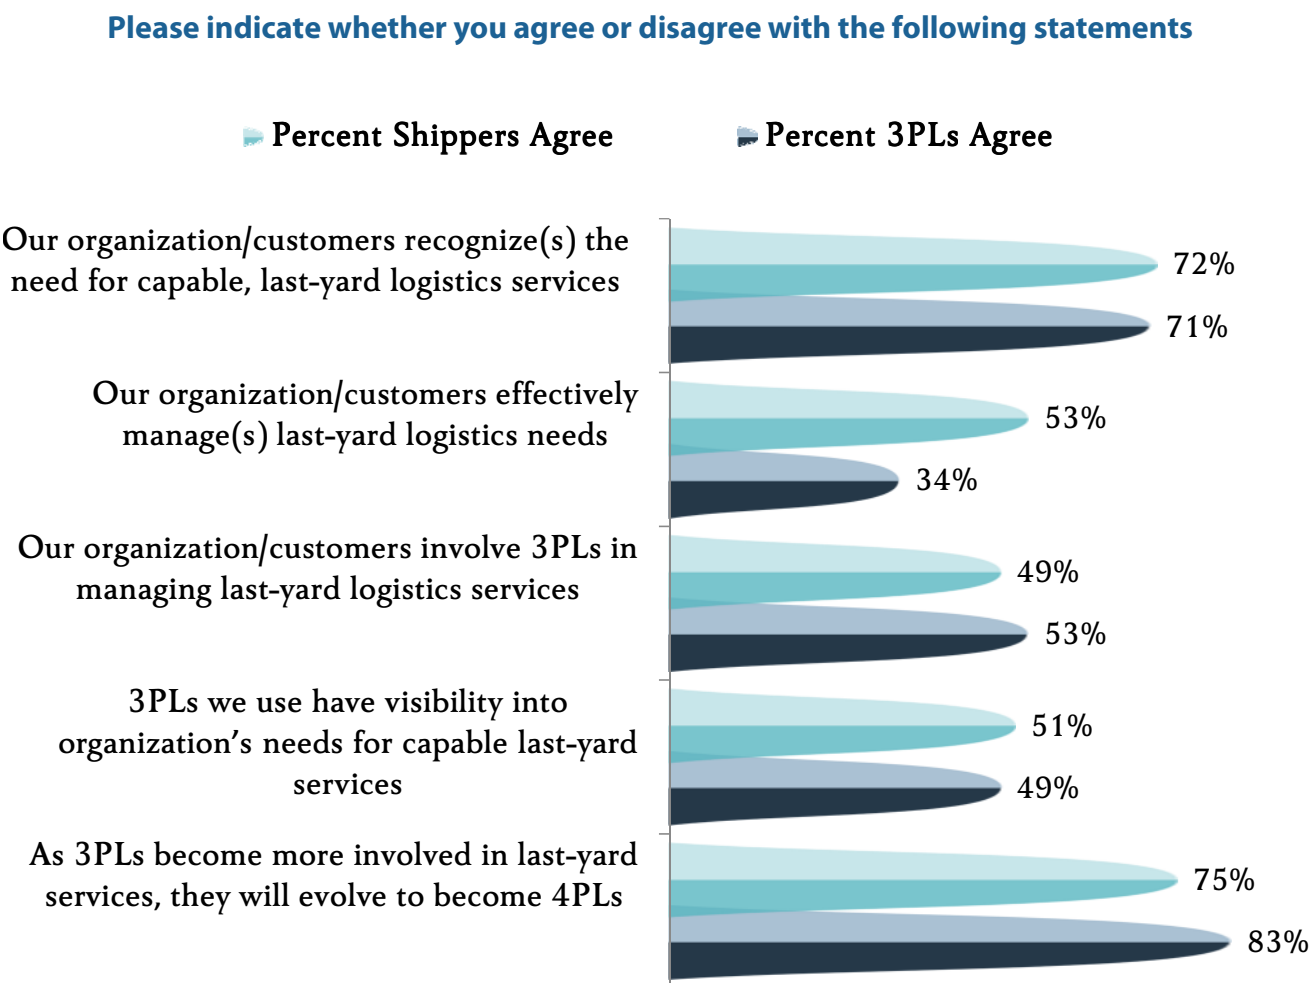 Please indicate whether you agree or disagree with the following statements
Percent Shippers Agree
Percent 3PLs Agree
Our organization/customers recognize(s) the
need for capable, last-yard logistics services
72%
71%
Our organization/customers effectively
manage(s) last-yard logistics needs
53%
34%
Our organization/customers involve 3PLs in
managing last-yard logistics services
49%
53%
3PLs we use have visibility into
organization’s needs for capable last-yard
services
51%
49%
As 3PLs become more involved in last-yard
services, they will evolve to become 4PLs
75%
83%